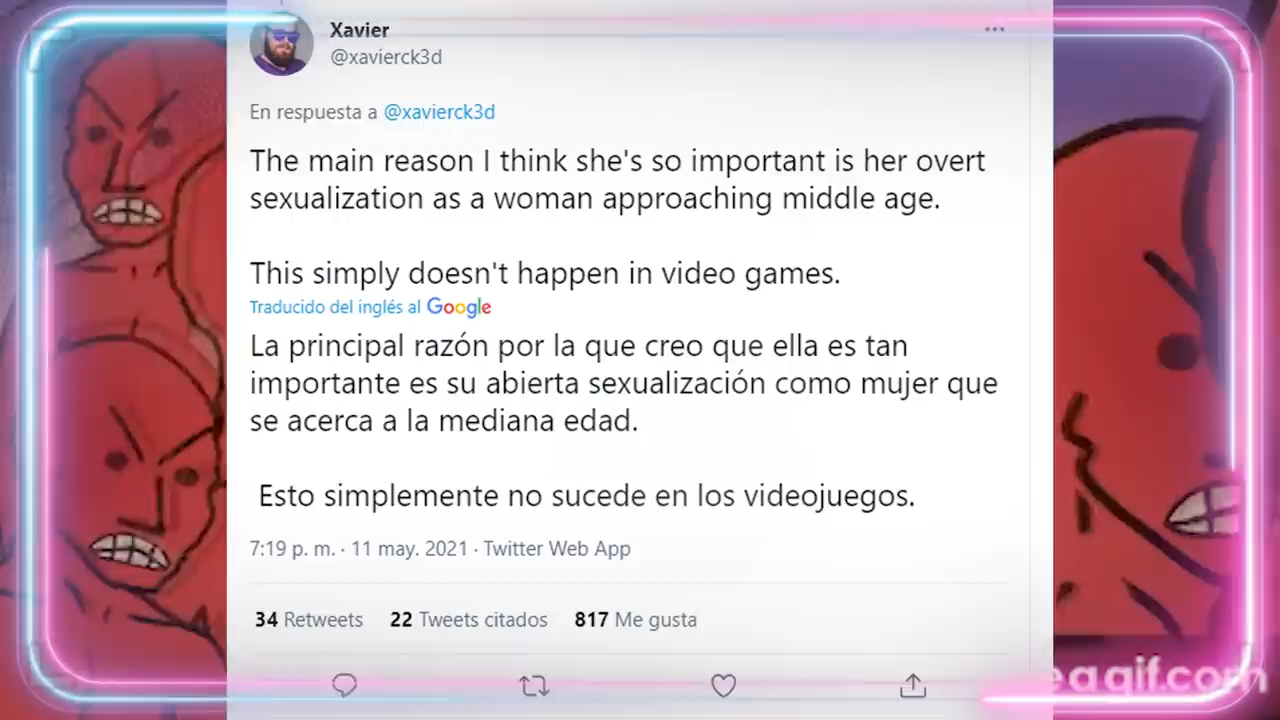 Xavier
@xavierck3d
En respuesta a @xavierck3d
The main reason I think she's so important is her overt
sexualization as a woman approaching middle age.
This simply doesn't happen in video games.
Traducido del inglés al Google
La principal razón por la que creo que ella es tan
importante es su abierta sexualización como mujer que
se acerca a la mediana edad.
Esto simplemente no sucede en los videojuegos.
7:19 p. m. · 11 may. 2021 · Twitter Web App
34 Retweets 22 Tweets citados 817 Me gusta
eagif.com